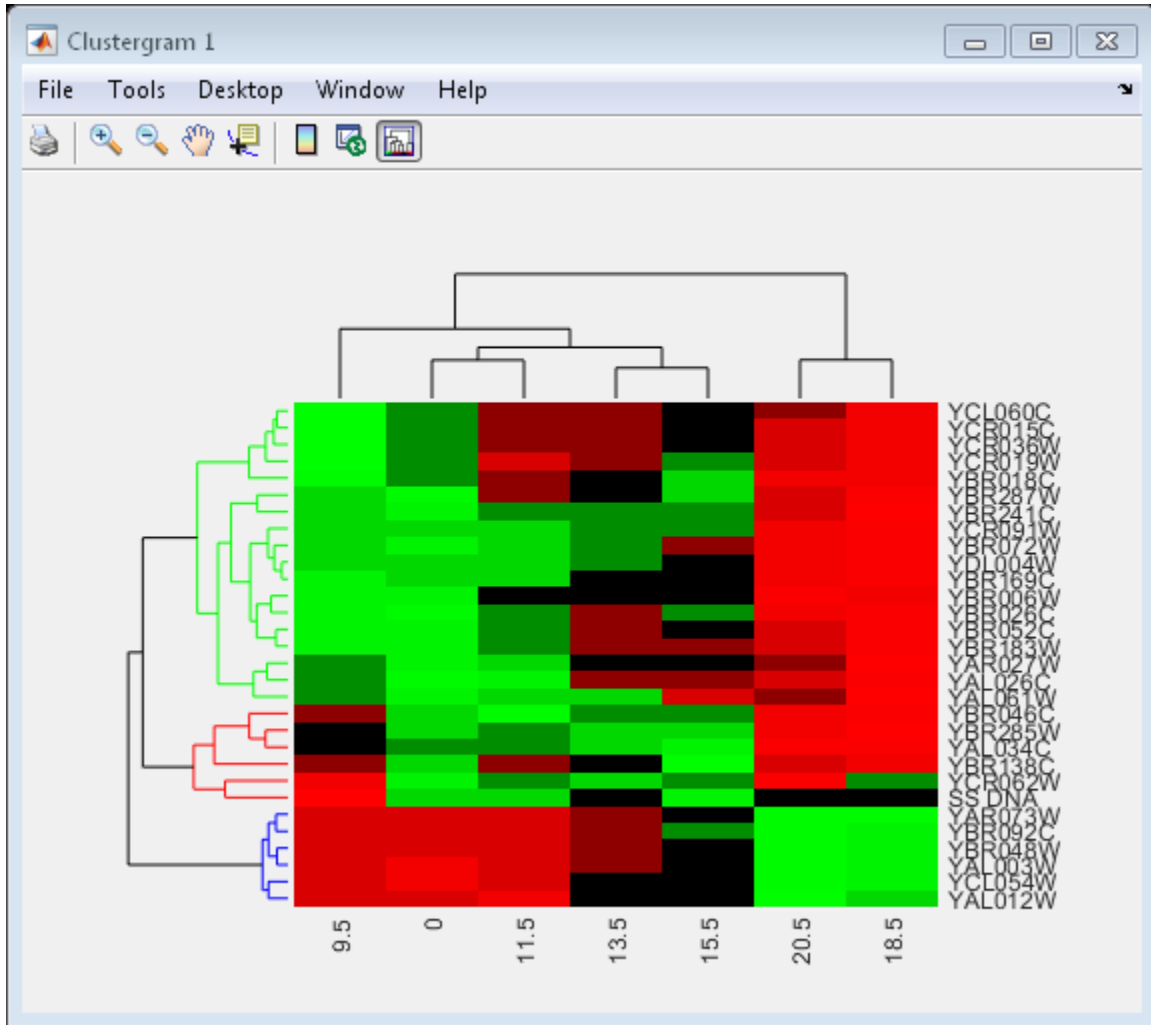 Clustergram 1
File Tools Desktop Window Help
YCL060C
YCR015C
YCR036W
YCR019W
YBR018C
YBR287W
YBR241C
YCR091W
YBR072W
YDL004W
YBR169C
YBR006W
YBR026C
YBR052C
YBR183W
YAR027W
YAL026C
YAL061W
YBR046C
YBR285W
YAL034C
YBR138C
YCR062W
SS DNA
YAR073W
YBR092C
YBR048W
YAL003W
YCL054W
YAL012W
9.5 0 11.5 13.5 15.5 20.5 18.5